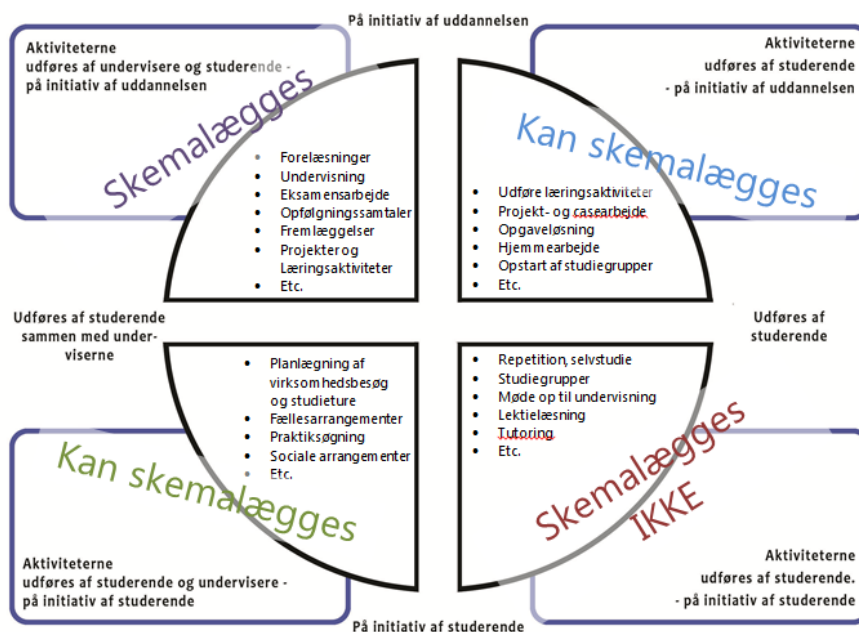 På initiativ af uddannelsen
Aktiviteterne
udføres af undervisere og studerende -
på initiativ af uddannelsen
Skemalægges
Forelæsninger
Undervisning
Eksamensarbejde
Opfølgningssamtaler
Fremlæggelser
Projekter og
Læringsaktiviteter
Etc.
Aktiviteterne
udføres af studerende
- på initiativ af uddannelsen
Kan skemalægges
Udføre læringsaktiviteter
Projekt- og casearbejde
Opgaveløsning
Hjemmearbejde
Opstart af studiegrupper
Etc.
Udføres af studerende
sammen med under-
viserne
Udføres af
studerende
Planlægning af
virksomhedsbesøg
og studieture
Fællesarrangementer
Praktiksøgning
Sociale arrangementer
Etc.
Kan skemalægges
Aktiviteterne
udføres af studerende og undervisere -
på initiativ af studerende
Repetition, selvstudie
Studiegrupper
Møde op til undervisning
Lektielæsning
Tutoring
Etc.
Skemalægges
IKKE
Aktiviteterne
udføres af studerende.
- på initiativ af studerende
På initiativ af studerende